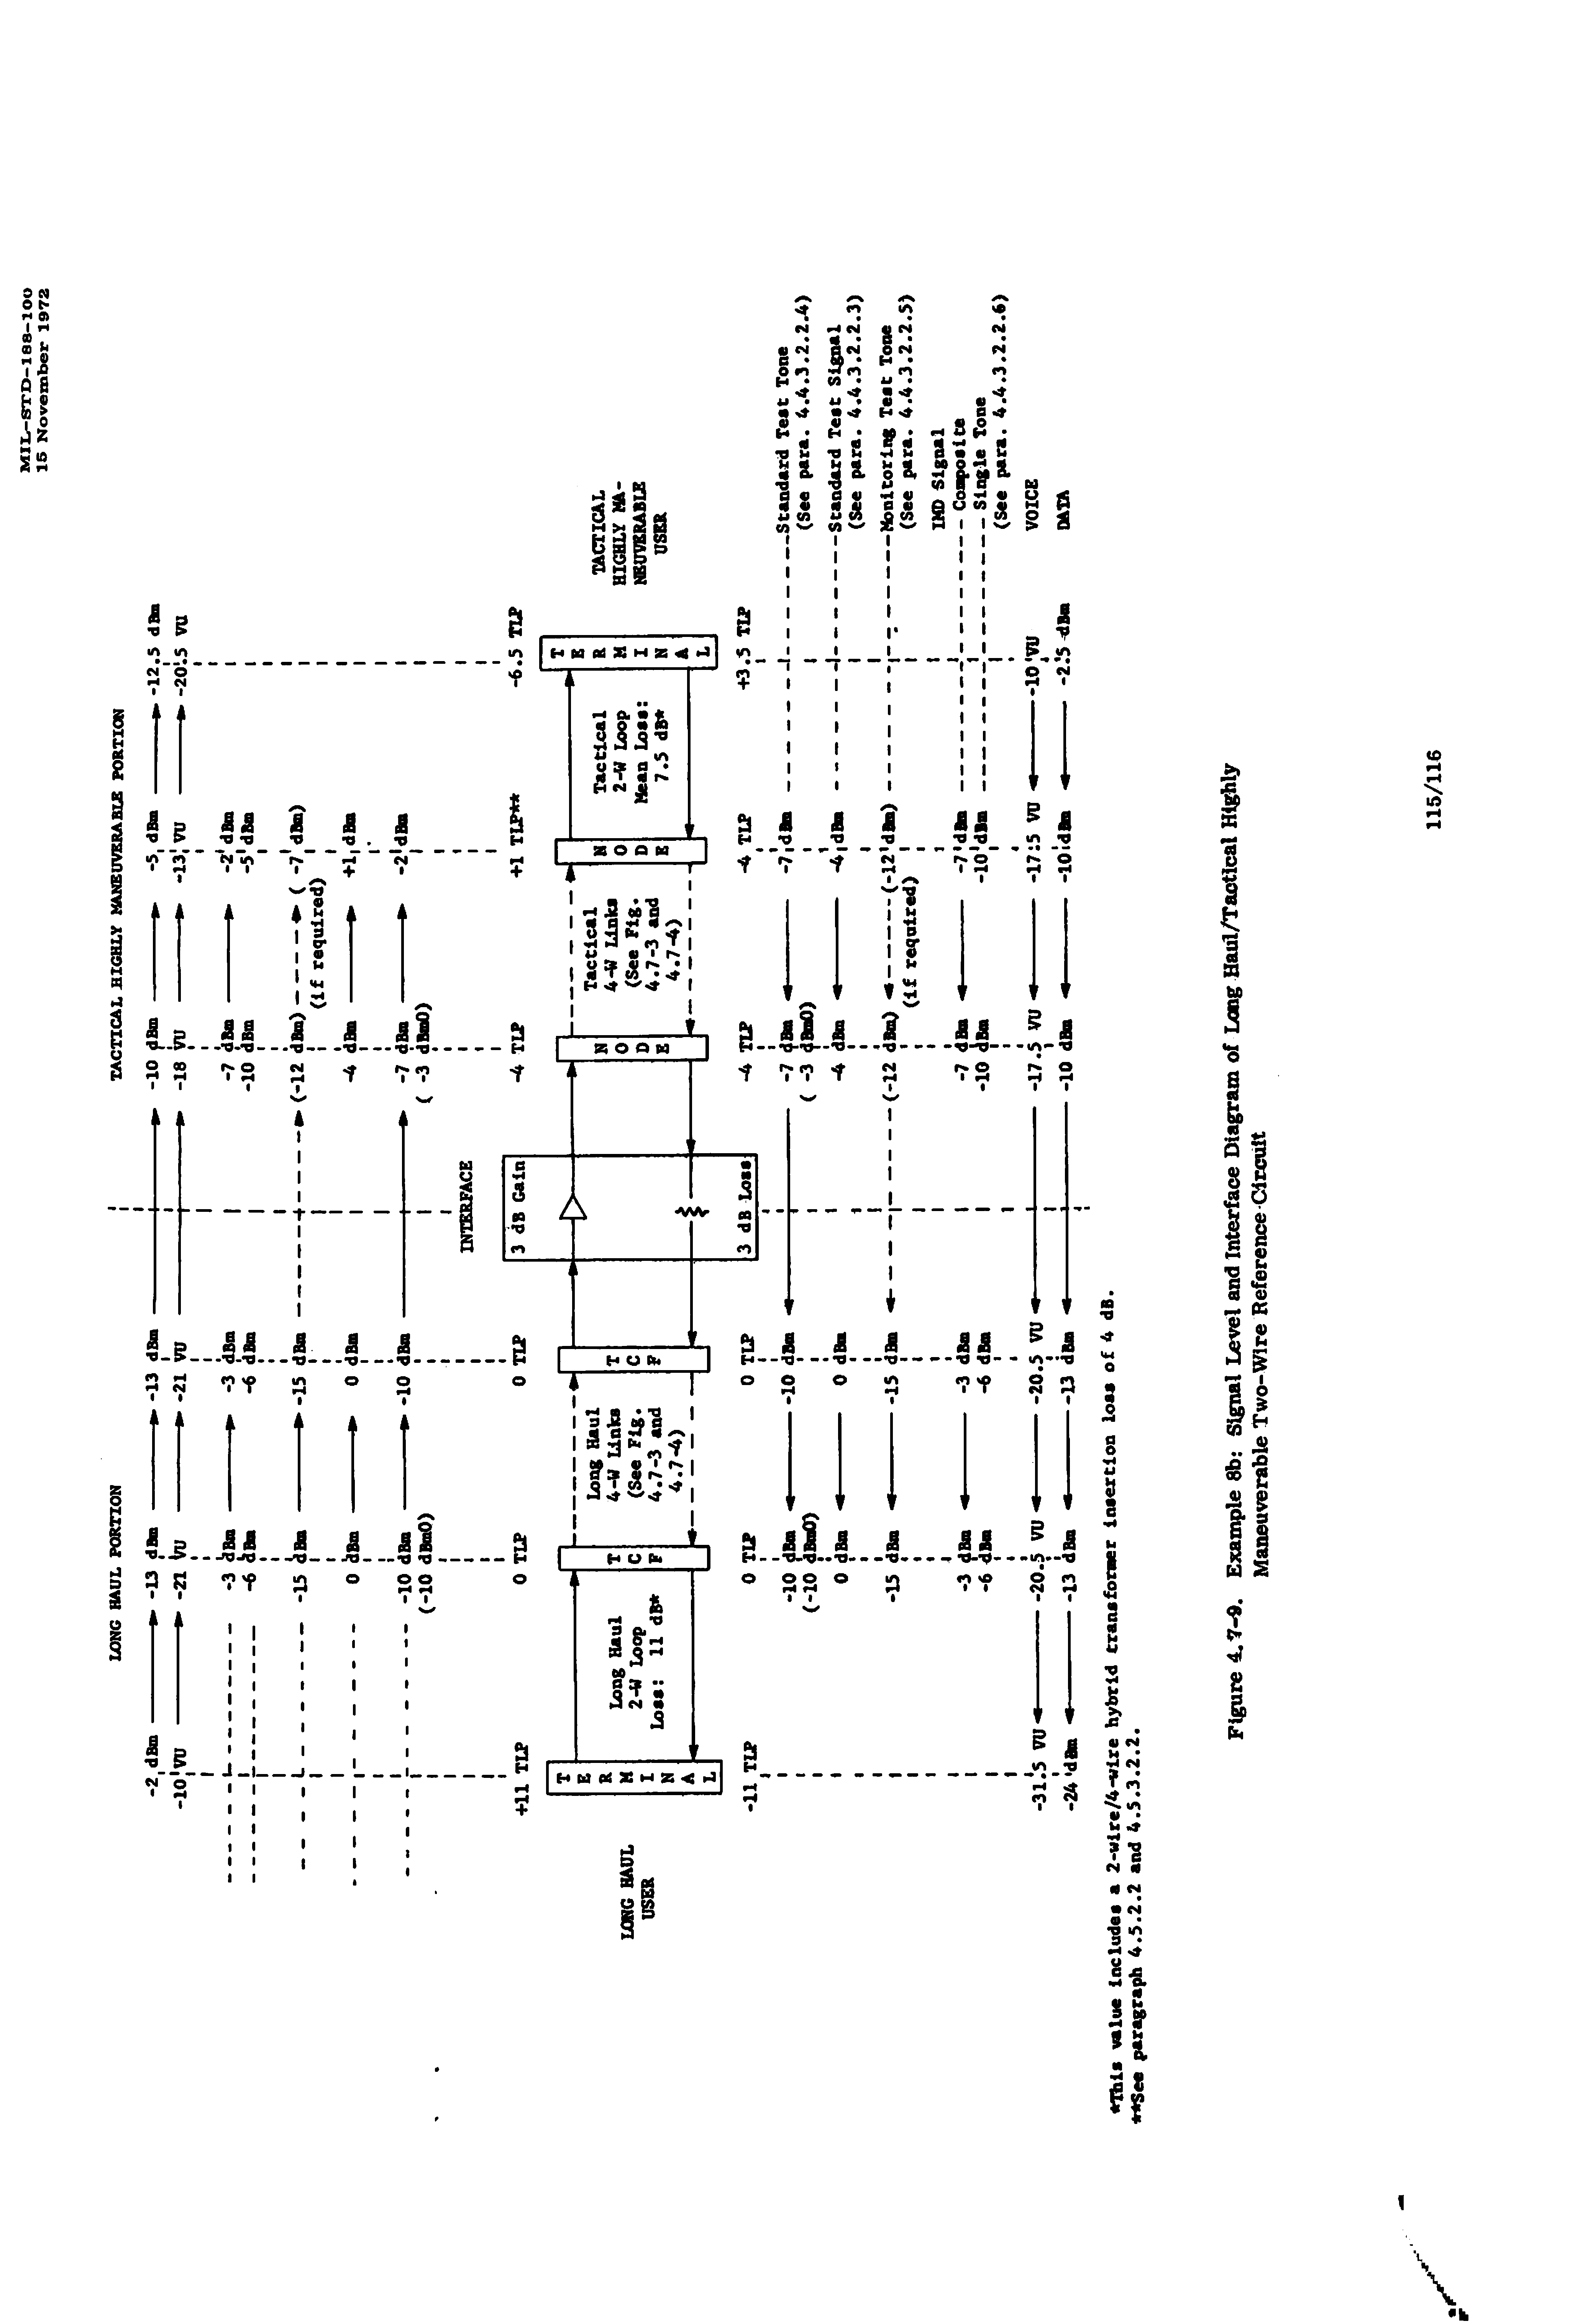 MIL-STD-188-100
15 November 1972
LONG HAUL PORTION
TACTICAL HIGHLY MANEUVERABLE PORTION
-2 dBm -13 dBm -13 dBm -10 dBm -5 dBm -12.5 dBm
-10 VU -21 VU -21 VU -18 VU -13 VU -20.5 VU
-3 dBm -3 dBm -7 dBm -2 dBm
-6 dBm -6 dBm -10 dBm -5 dBm
-15 dBm -15 dBm (-12 dBm) (-7 dBm)
(if required)
0 dBm 0 dBm -4 dBm +1 dBm
-10 dBm -10 dBm -7 dBm -2 dBm
(-10 dBm0) (-3 dBm0)
INTERFACE
+11 TLP 0 TLP 0 TLP -4 TLP +1 TLP** -6.5 TLP
3 dB Gain
LONG HAUL
USER
TERMINAL
Long Haul
2-W Loop
Loss: 11 dB*
TCF
Long Haul
4-W Links
(See Fig.
4.7-3 and
4.7-4)
TCF
NODE
Tactical
4-W Links
(See Fig.
4.7-3 and
4.7-4)
NODE
Tactical
2-W Loop
Mean Loss:
7.5 dB*
TERMINAL
TACTICAL
HIGHLY MA-
NEUVERABLE
USER
3 dB Loss
-11 TLP 0 TLP 0 TLP -4 TLP -4 TLP +3.5 TLP
-10 dBm -10 dBm -7 dBm -7 dBm Standard Test Tone
(-10 dBm0) (-3 dBm0) (See para. 4.4.3.2.2.4)
0 dBm 0 dBm -4 dBm -4 dBm Standard Test Signal
(See para. 4.4.3.2.2.3)
-15 dBm -15 dBm (-12 dBm) (-12 dBm) Monitoring Test Tone
(if required) (See para. 4.4.3.2.2.5)
IMD Signal
-3 dBm -3 dBm -7 dBm -7 dBm Composite
-6 dBm -6 dBm -10 dBm -10 dBm Single Tone
(See para. 4.4.3.2.2.6)
-31.5 VU -20.5 VU -20.5 VU -17.5 VU -17.5 VU -10 VU VOICE
-24 dBm -13 dBm -13 dBm -10 dBm -10 dBm -2.5 dBm DATA
*This value includes a 2-wire/4-wire hybrid transformer insertion loss of 4 dB.
**See paragraph 4.5.2.2 and 4.5.3.2.2.
Figure 4.7-9. Example 8b: Signal Level and Interface Diagram of Long Haul/Tactical Highly
Maneuverable Two-Wire Reference Circuit
115/116